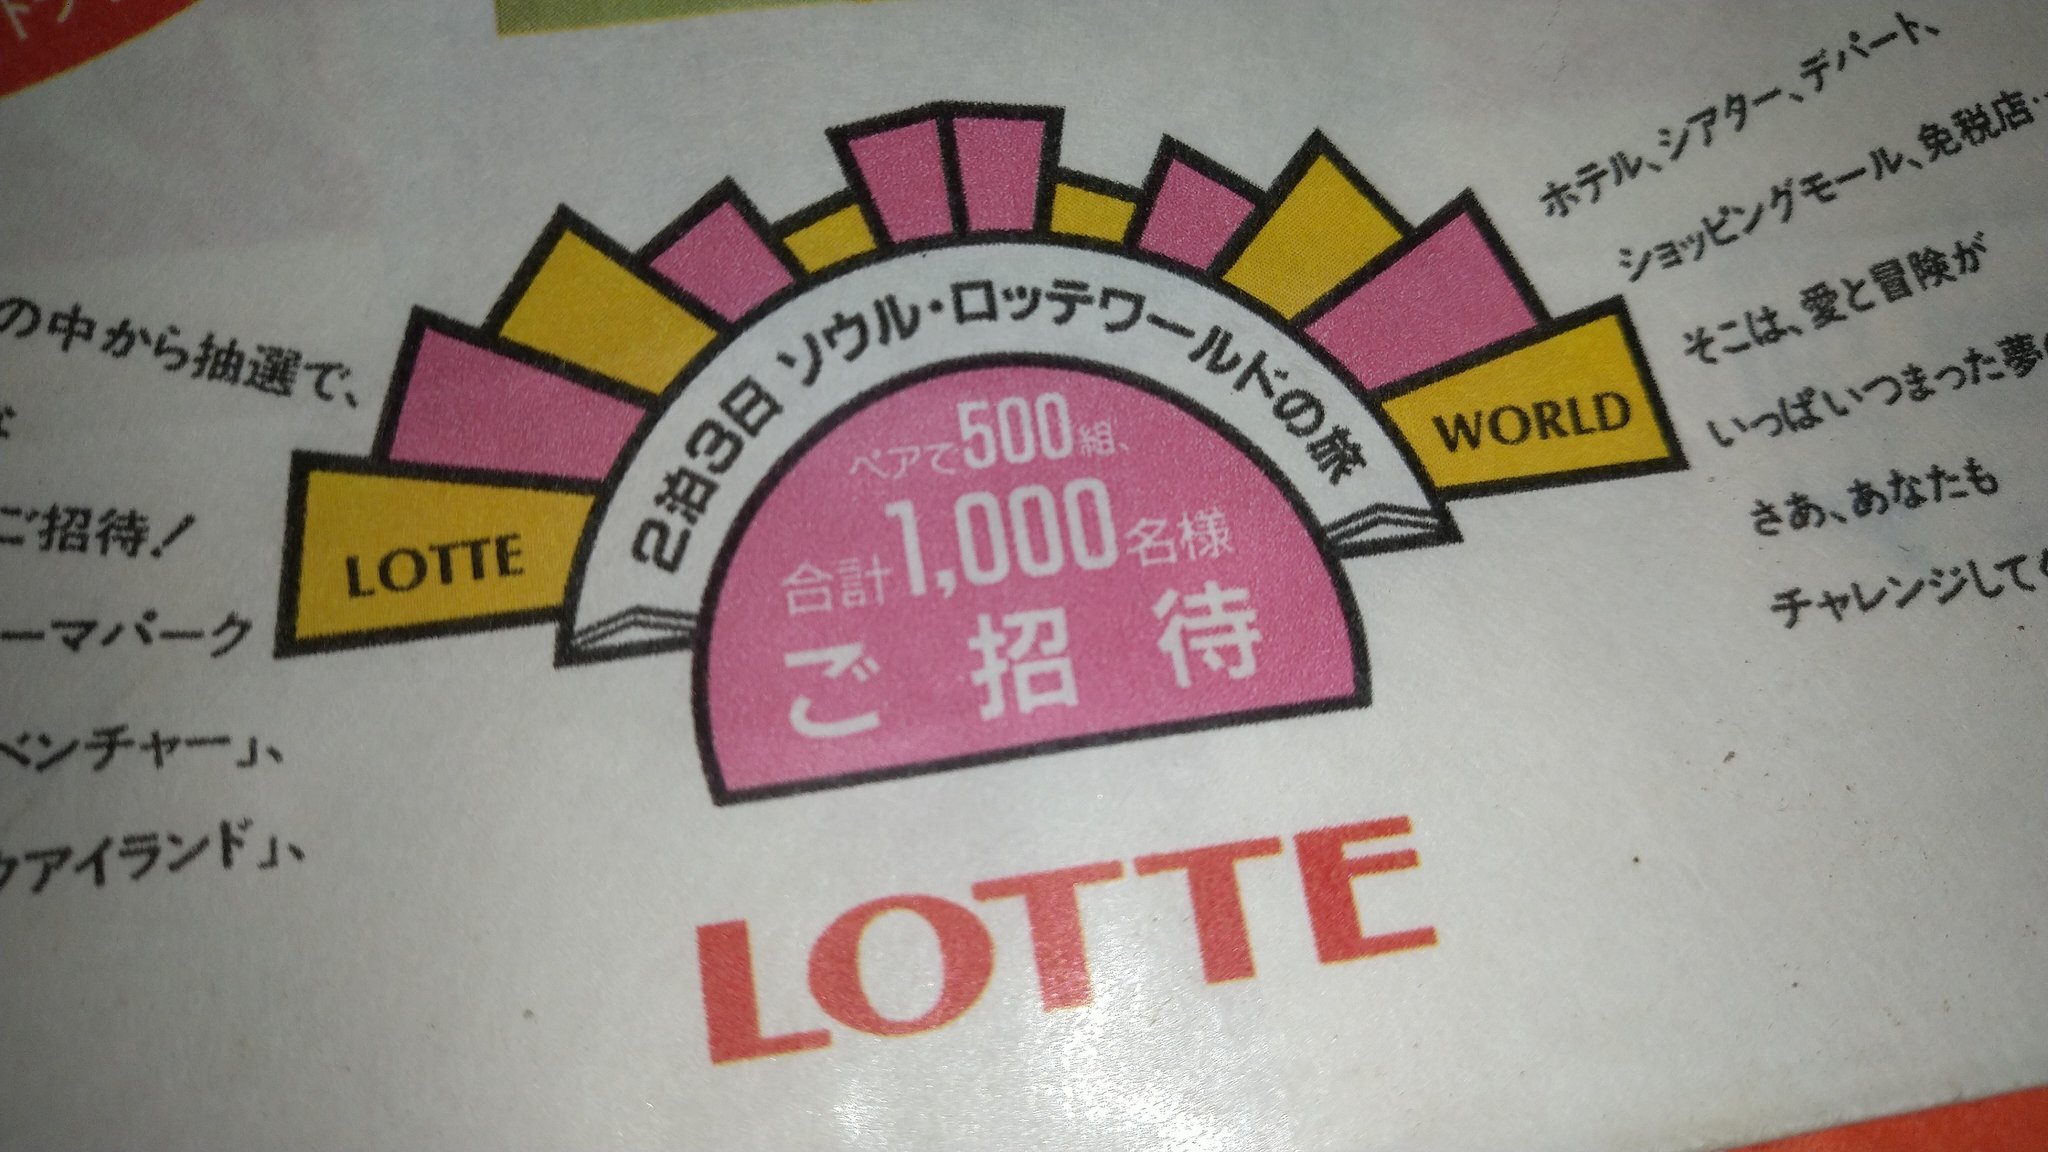 の中から抽選で、
ご招待！
ーマパーク
ベンチャー」、
クアイランド」、
2泊3日 ソウル・ロッテワールドの旅
LOTTE
WORLD
ペアで500組、
合計1,000名様
ご招待
LOTTE
ホテル、シアター、デパート、
ショッピングモール、免税店…
そこは、愛と冒険が
いっぱいつまった夢
さあ、あなたも
チャレンジして